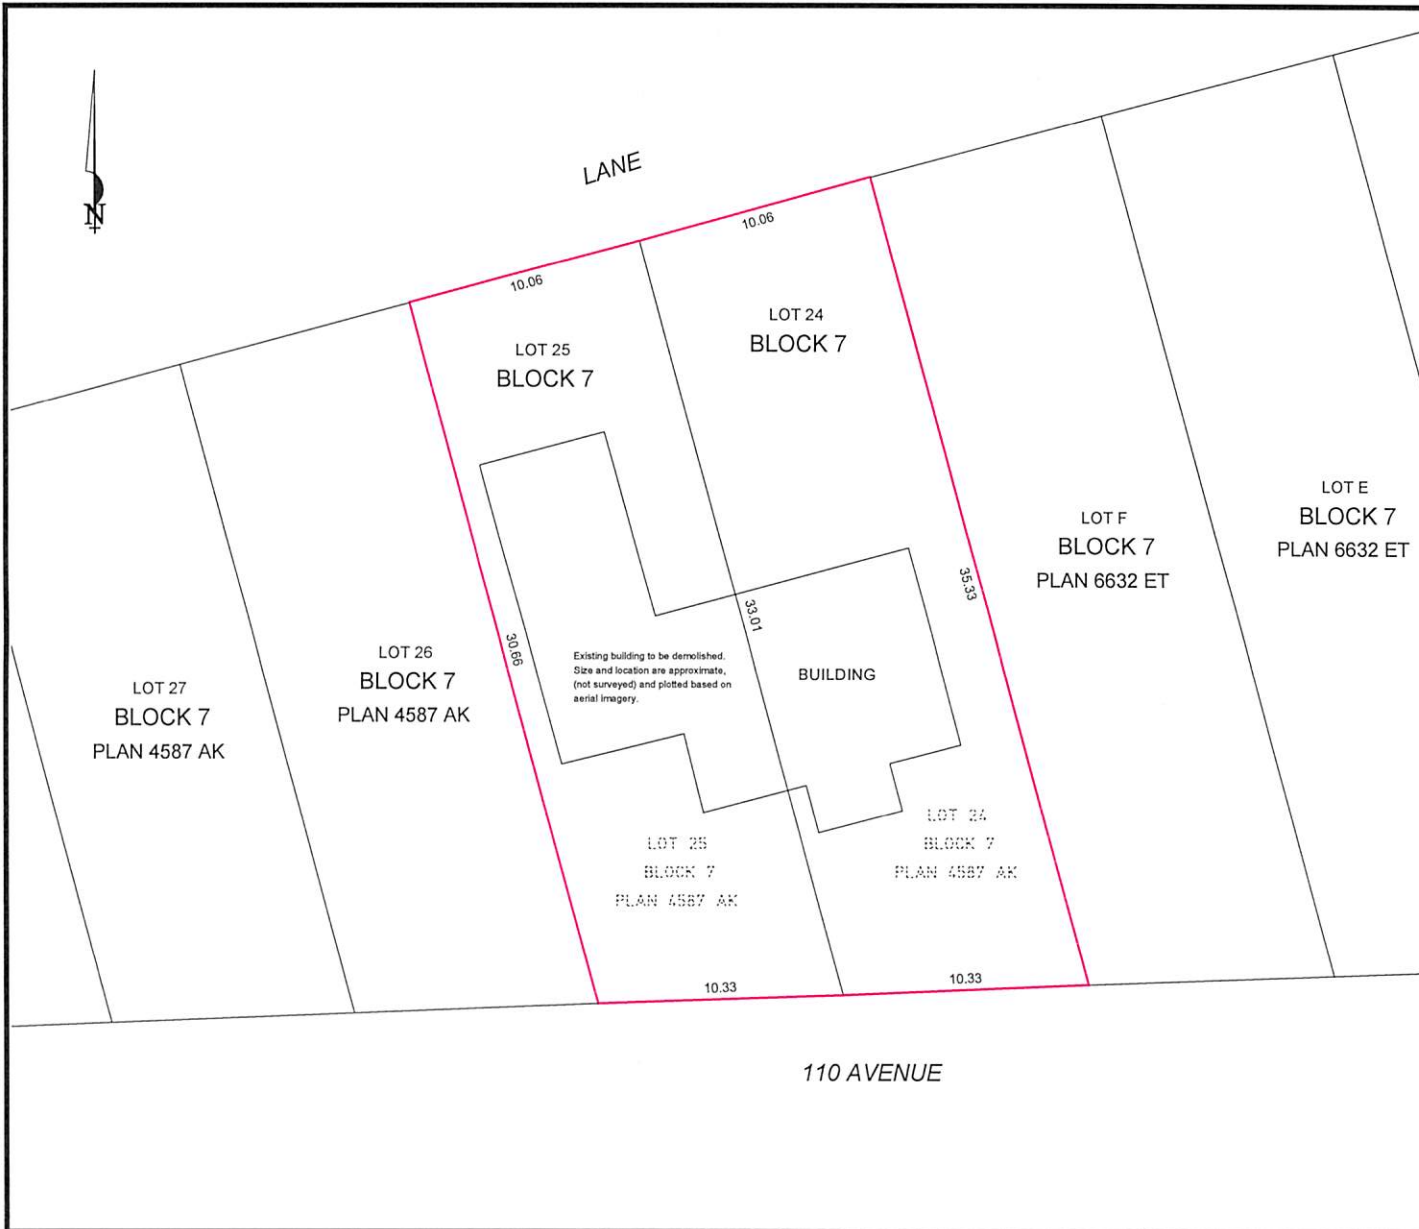 LANE
N
10.06
10.06
LOT 24
BLOCK 7
LOT 25
BLOCK 7
LOT E
BLOCK 7
PLAN 6632 ET
LOT F
BLOCK 7
PLAN 6632 ET
35.33
33.01
30.66
LOT 26
BLOCK 7
PLAN 4587 AK
Existing building to be demolished.
Size and location are approximate,
(not surveyed) and plotted based on
aerial imagery.
BUILDING
LOT 27
BLOCK 7
PLAN 4587 AK
LOT 24
BLOCK 7
PLAN 4587 AK
LOT 25
BLOCK 7
PLAN 4587 AK
10.33
10.33
110 AVENUE